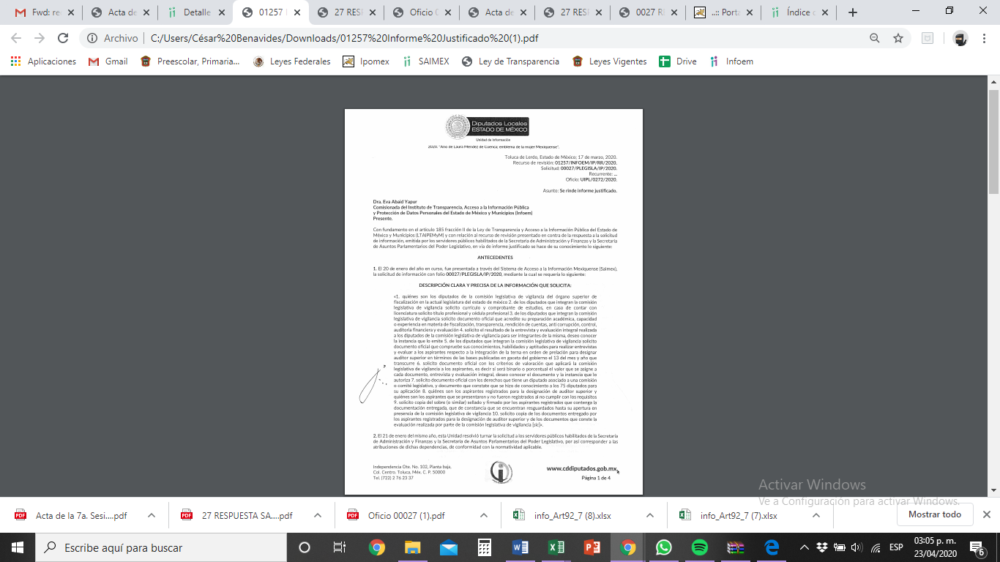 Fwd: re
Acta de
Detalle
01257 I
27 RESP
Oficio 0
Acta de
27 RESP
0027 RE
..:: Porta
Índice d
Archivo C:/Users/César%20Benavides/Downloads/01257%20Informe%20Justificado%20(1).pdf
Aplicaciones Gmail Preescolar, Primaria... Leyes Federales Ipomex SAIMEX Ley de Transparencia Leyes Vigentes Drive Infoem
Diputados Locales
ESTADO DE MÉXICO
Unidad de Información
2020. "Año de Laura Méndez de Cuenca; emblema de la mujer Mexiquense".
Toluca de Lerdo, Estado de México; 17 de marzo, 2020.
Recurso de revisión: 01257/INFOEM/IP/RR/2020.
Solicitud: 00027/PLEGISLA/IP/2020.
Recurrente: ...
Oficio: UIPL/0272/2020.
Asunto: Se rinde informe justificado.
Dra. Eva Abaid Yapur
Comisionada del Instituto de Transparencia, Acceso a la Información Pública
y Protección de Datos Personales del Estado de México y Municipios (Infoem)
Presente.
Con fundamento en el artículo 185 fracción II de la Ley de Transparencia y Acceso a la Información Pública del Estado de
México y Municipios (LTAIPEMyM) y con relación al recurso de revisión presentado en contra de la respuesta a la solicitud
de información, emitida por los servidores públicos habilitados de la Secretaría de Administración y Finanzas y la Secretaría
de Asuntos Parlamentarios del Poder Legislativo, en vía de informe justificado se hace de su conocimiento lo siguiente:
ANTECEDENTES
1. El 20 de enero del año en curso, fue presentada a través del Sistema de Acceso a la Información Mexiquense (Saimex),
la solicitud de información con folio 00027/PLEGISLA/IP/2020, mediante la cual se requería lo siguiente:
DESCRIPCIÓN CLARA Y PRECISA DE LA INFORMACIÓN QUE SOLICITA:
«1. quiénes son los diputados de la comisión legislativa de vigilancia del órgano superior de
fiscalización en la actual legislatura del estado de méxico 2. de los diputados que integran la comisión
legislativa de vigilancia solicito currículo y comprobante de estudios, en caso de contar con
licenciatura solicito título profesional y cédula profesional 3. de los diputados que integran la comisión
legislativa de vigilancia solicito documento oficial que acredite su preparación académica, capacidad
o experiencia en materia de fiscalización, transparencia, rendición de cuentas, anti corrupción, control,
auditoría financiera y evaluación 4. solicito el resultado de la entrevista y evaluación integral realizada
a los diputados de la comisión legislativa de vigilancia para ser integrantes de la misma, deseo conocer
la instancia que lo emite 5. de los diputados que integran la comisión legislativa de vigilancia solicito
documento oficial que compruebe sus conocimientos, habilidades y aptitudes para realizar entrevistas
y evaluar a los aspirantes respecto a la integración de la terna en orden de prelación para designar
auditor superior en términos de las bases publicadas en gaceta del gobierno el 13 del mes y año que
transcurre 6. solicito documento oficial con los criterios de valoración que aplicará la comisión
legislativa de vigilancia a los aspirantes, es decir si será binario o porcentual el valor que se asigne a
cada documento, entrevista y evaluación integral, deseo conocer el documento y la instancia que lo
autoriza 7. solicito documento oficial con los derechos que tiene un diputado asociado a una comisión
o comité legislativo, y documento que constate que se hizo de conocimiento a los 75 diputados para
su aplicación 8. quiénes son los aspirantes registrados para la designación de auditor superior y
quiénes son los aspirantes que se presentaron y no fueron registrados al no cumplir con los requisitos
9. solicito copia del sobre (o similar) sellado y firmado por los aspirantes registrados que contenga la
documentación entregada, que de constancia que se encuentran resguardados hasta su apertura en
presencia de la comisión legislativa de vigilancia 10. solicito copia de los documentos entregado por
los aspirantes registrados para la designación de auditor superior y de los documentos que conste la
evaluación realizada por parte de la comisión legislativa de vigilancia [sic]».
2. El 21 de enero del mismo año, esta Unidad resolvió turnar la solicitud a los servidores públicos habilitados de la Secretaría
de Administración y Finanzas y la Secretaría de Asuntos Parlamentarios del Poder Legislativo, por así corresponder a las
atribuciones de dichas dependencias, de conformidad con la normatividad aplicable.
Independencia Ote. No. 102, Planta baja,
Col. Centro. Toluca, Méx. C. P. 50000
Tel. (722) 2 76 23 37
www.cddiputados.gob.mx
Página 1 de 4
Activar Windows
Ve a Configuración para activar Windows.
Acta de la 7a. Sesi....pdf
27 RESPUESTA SA....pdf
Oficio 00027 (1).pdf
info_Art92_7 (8).xlsx
info_Art92_7 (7).xlsx
Mostrar todo
Escribe aquí para buscar
ESP
03:05 p. m.
23/04/2020
6